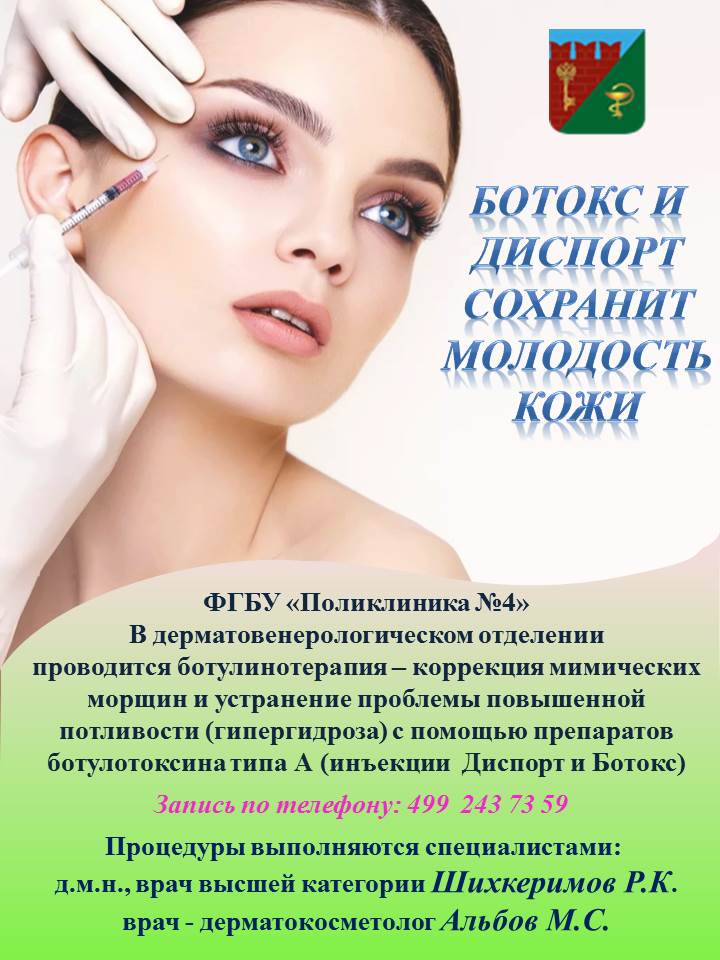 БОТОКС И
ДИСПОРТ
СОХРАНИТ
МОЛОДОСТЬ
КОЖИ
ФГБУ «Поликлиника №4»
В дерматовенерологическом отделении
проводится ботулинотерапия – коррекция мимических
морщин и устранение проблемы повышенной
потливости (гипергидроза) с помощью препаратов
ботулотоксина типа А (инъекции Диспорт и Ботокс)
Запись по телефону: 499 243 73 59
Процедуры выполняются специалистами:
д.м.н., врач высшей категории Шихкеримов Р.К.
врач - дерматокосметолог Альбов М.С.